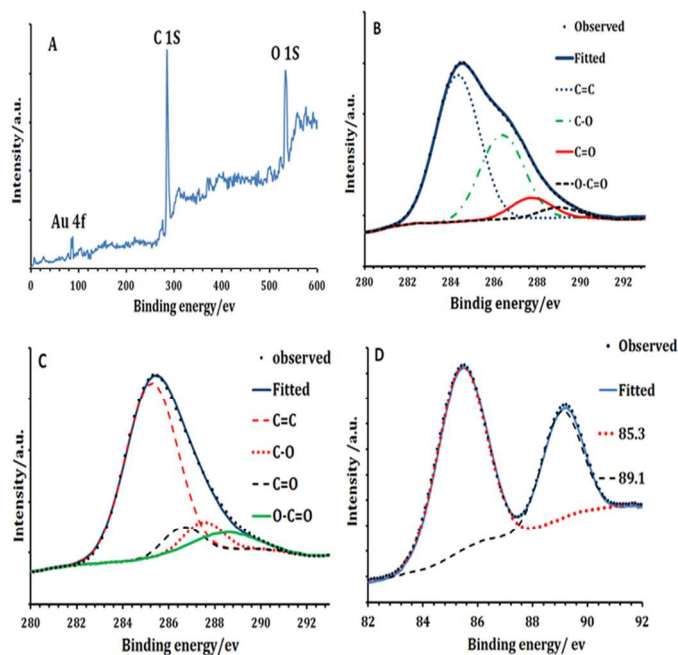 A
C 1S
O 1S
Au 4f
Intensity/a.u.
0
100
200
300
400
500
600
Binding energy/ev
B
Observed
Fitted
C=C
C-O
C=O
O-C=O
Intensity/a.u.
280
282
284
286
288
290
292
Bindig energy/ev
C
observed
Fitted
C=C
C-O
C=O
O-C=O
Intensity/a.u.
280
282
284
286
288
290
292
Binding energy/ev
D
Observed
Fitted
85.3
89.1
Intensity/a.u.
82
84
86
88
90
92
Binding energy/ ev